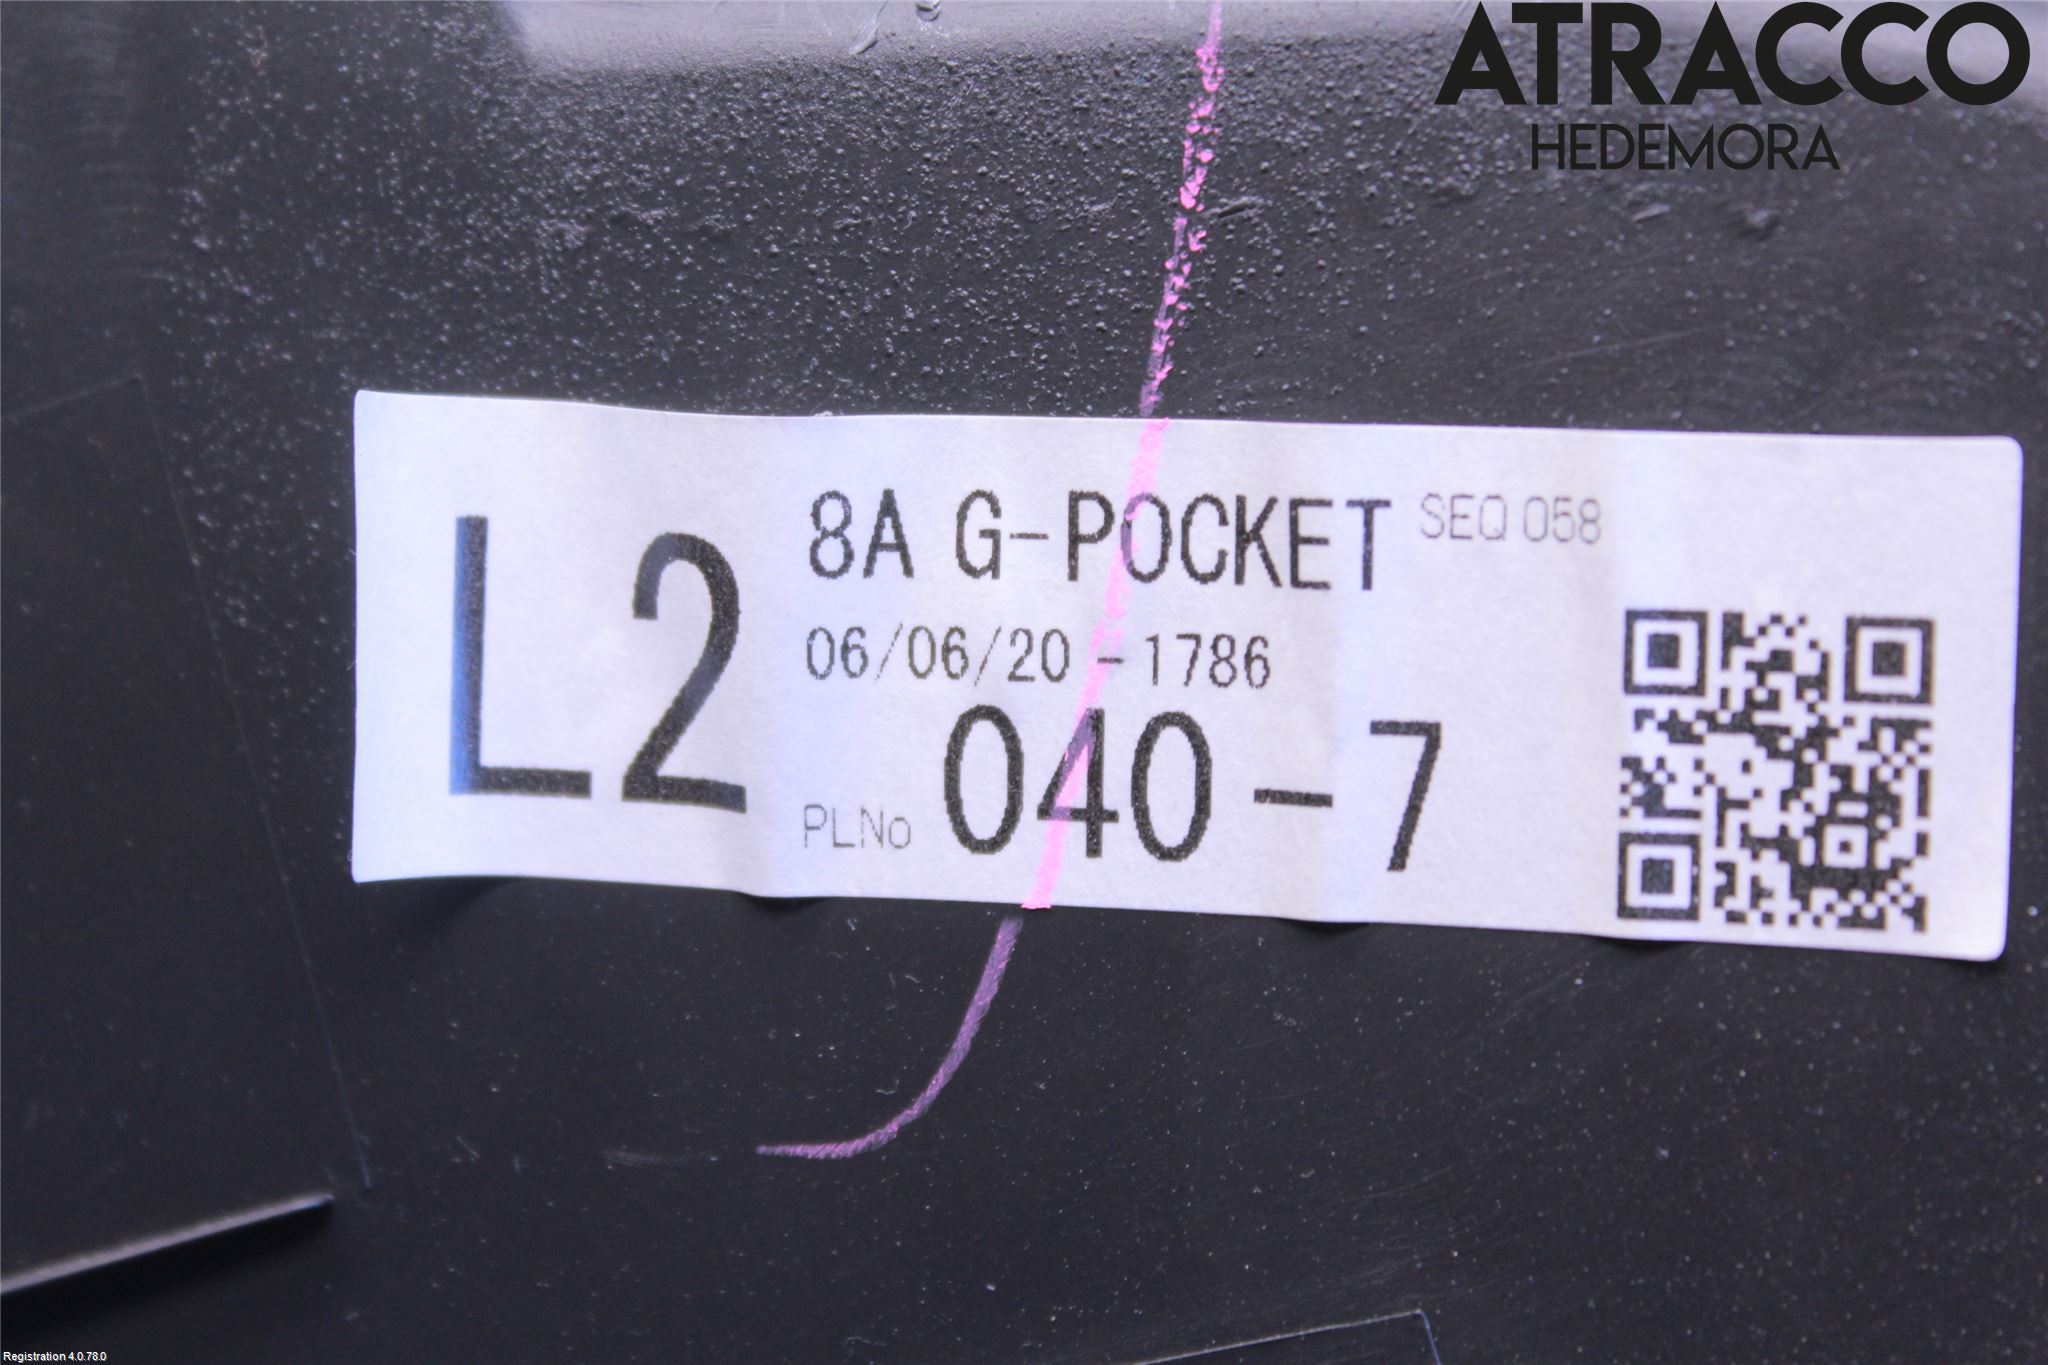 ATRACCO
HEDEMORA
L2
8A G-POCKET SEQ 058
06/06/20 -1786
PLNo 040-7
Registration 4.0.78.0